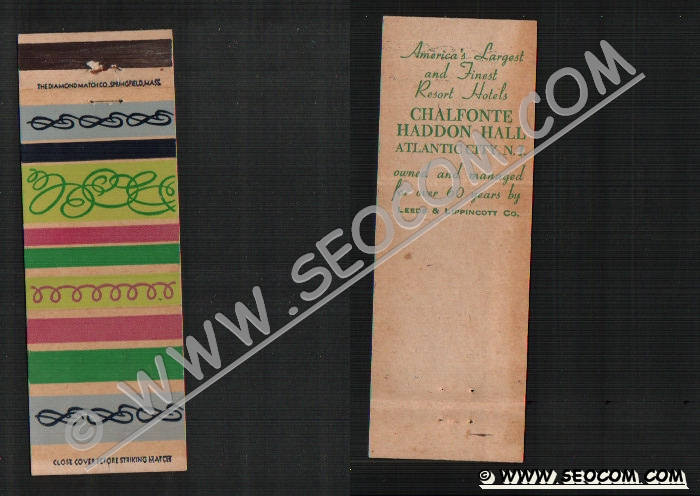 THE DIAMOND MATCH CO., SPRINGFIELD, MASS.
CLOSE COVER BEFORE STRIKING MATCH
America's Largest
and Finest
Resort Hotels
CHALFONTE
HADDON HALL
ATLANTIC CITY, N.J.
owned and managed
for over 60 years by
LEEDS & LIPPINCOTT CO.
© WWW.SEOCOM.COM
© WWW.SEOCOM.COM